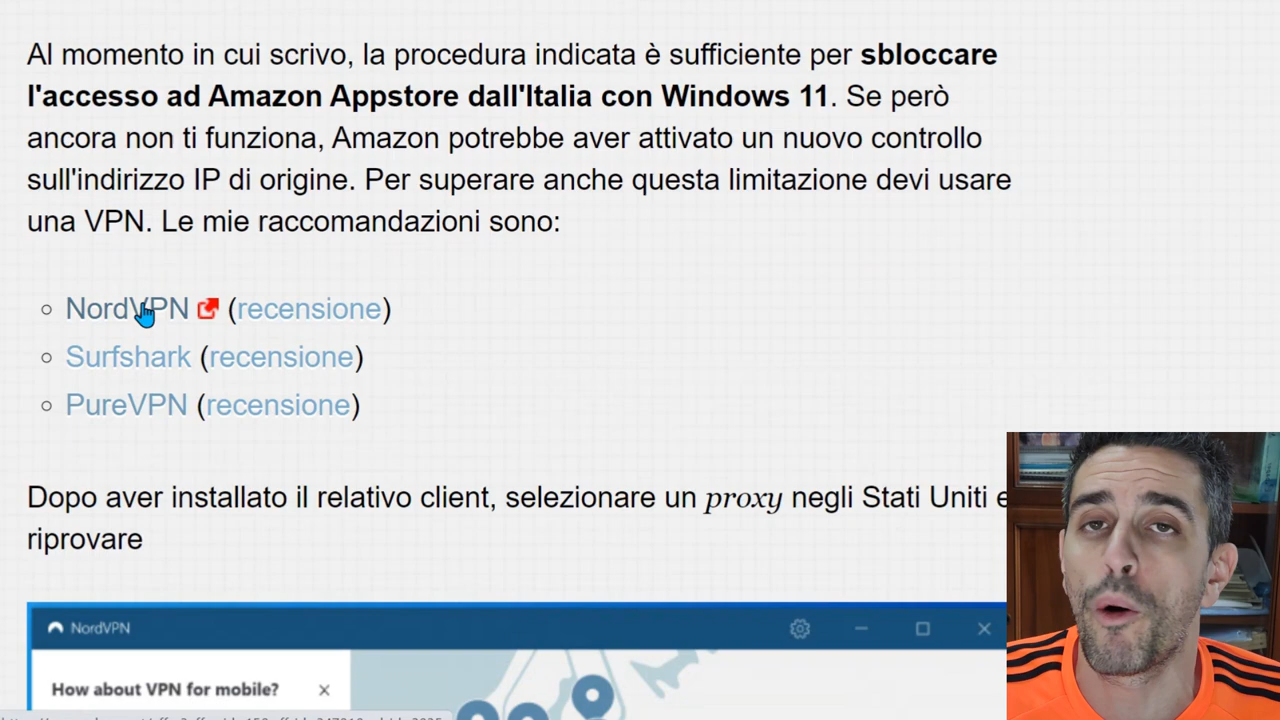 Al momento in cui scrivo, la procedura indicata è sufficiente per sbloccare
l'accesso ad Amazon Appstore dall'Italia con Windows 11. Se però
ancora non ti funziona, Amazon potrebbe aver attivato un nuovo controllo
sull'indirizzo IP di origine. Per superare anche questa limitazione devi usare
una VPN. Le mie raccomandazioni sono:
NordVPN (recensione)
Surfshark (recensione)
PureVPN (recensione)
Dopo aver installato il relativo client, selezionare un proxy negli Stati Uniti e
riprovare
NordVPN
How about VPN for mobile?